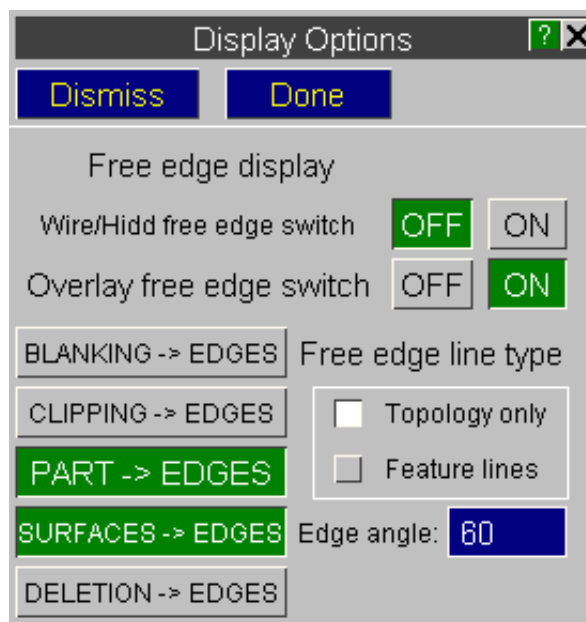 Display Options ? X
Dismiss Done
Free edge display
Wire/Hidd free edge switch OFF ON
Overlay free edge switch OFF ON
BLANKING -> EDGES Free edge line type
CLIPPING -> EDGES Topology only
PART -> EDGES Feature lines
SURFACES -> EDGES Edge angle: 60
DELETION -> EDGES